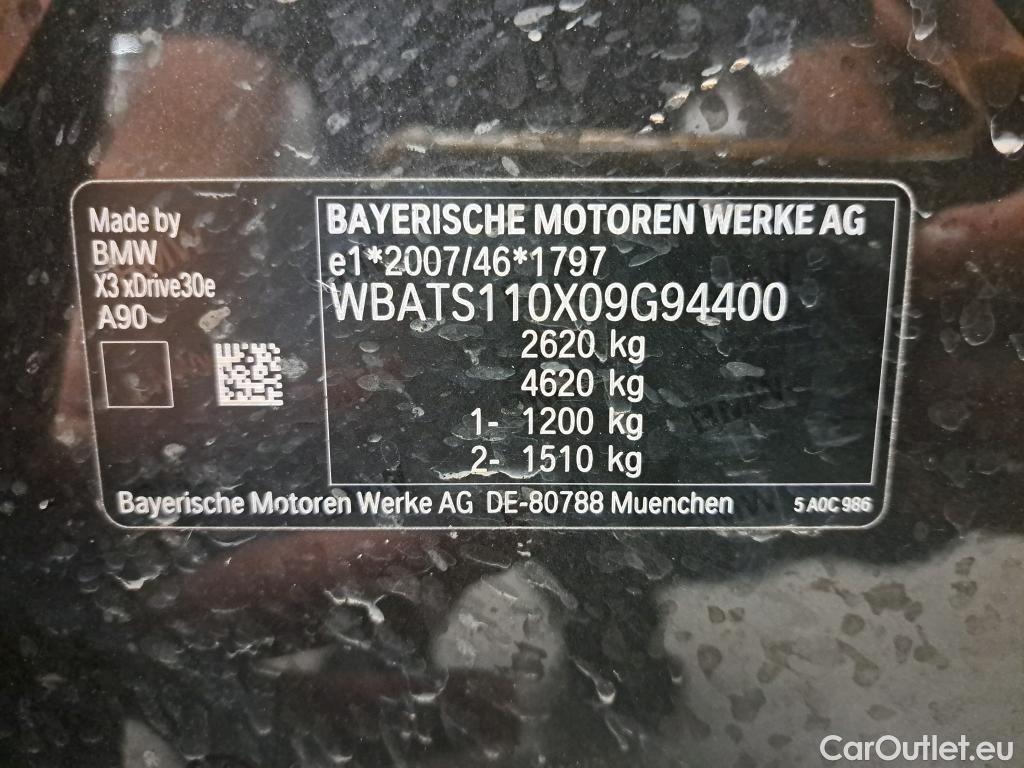 Made by
BMW
X3 xDrive30e
A90
BAYERISCHE MOTOREN WERKE AG
e1*2007/46*1797
WBATS110X09G94400
2620 kg
4620 kg
1- 1200 kg
2- 1510 kg
Bayerische Motoren Werke AG DE-80788 Muenchen
5 A0C 986
CarOutlet.eu